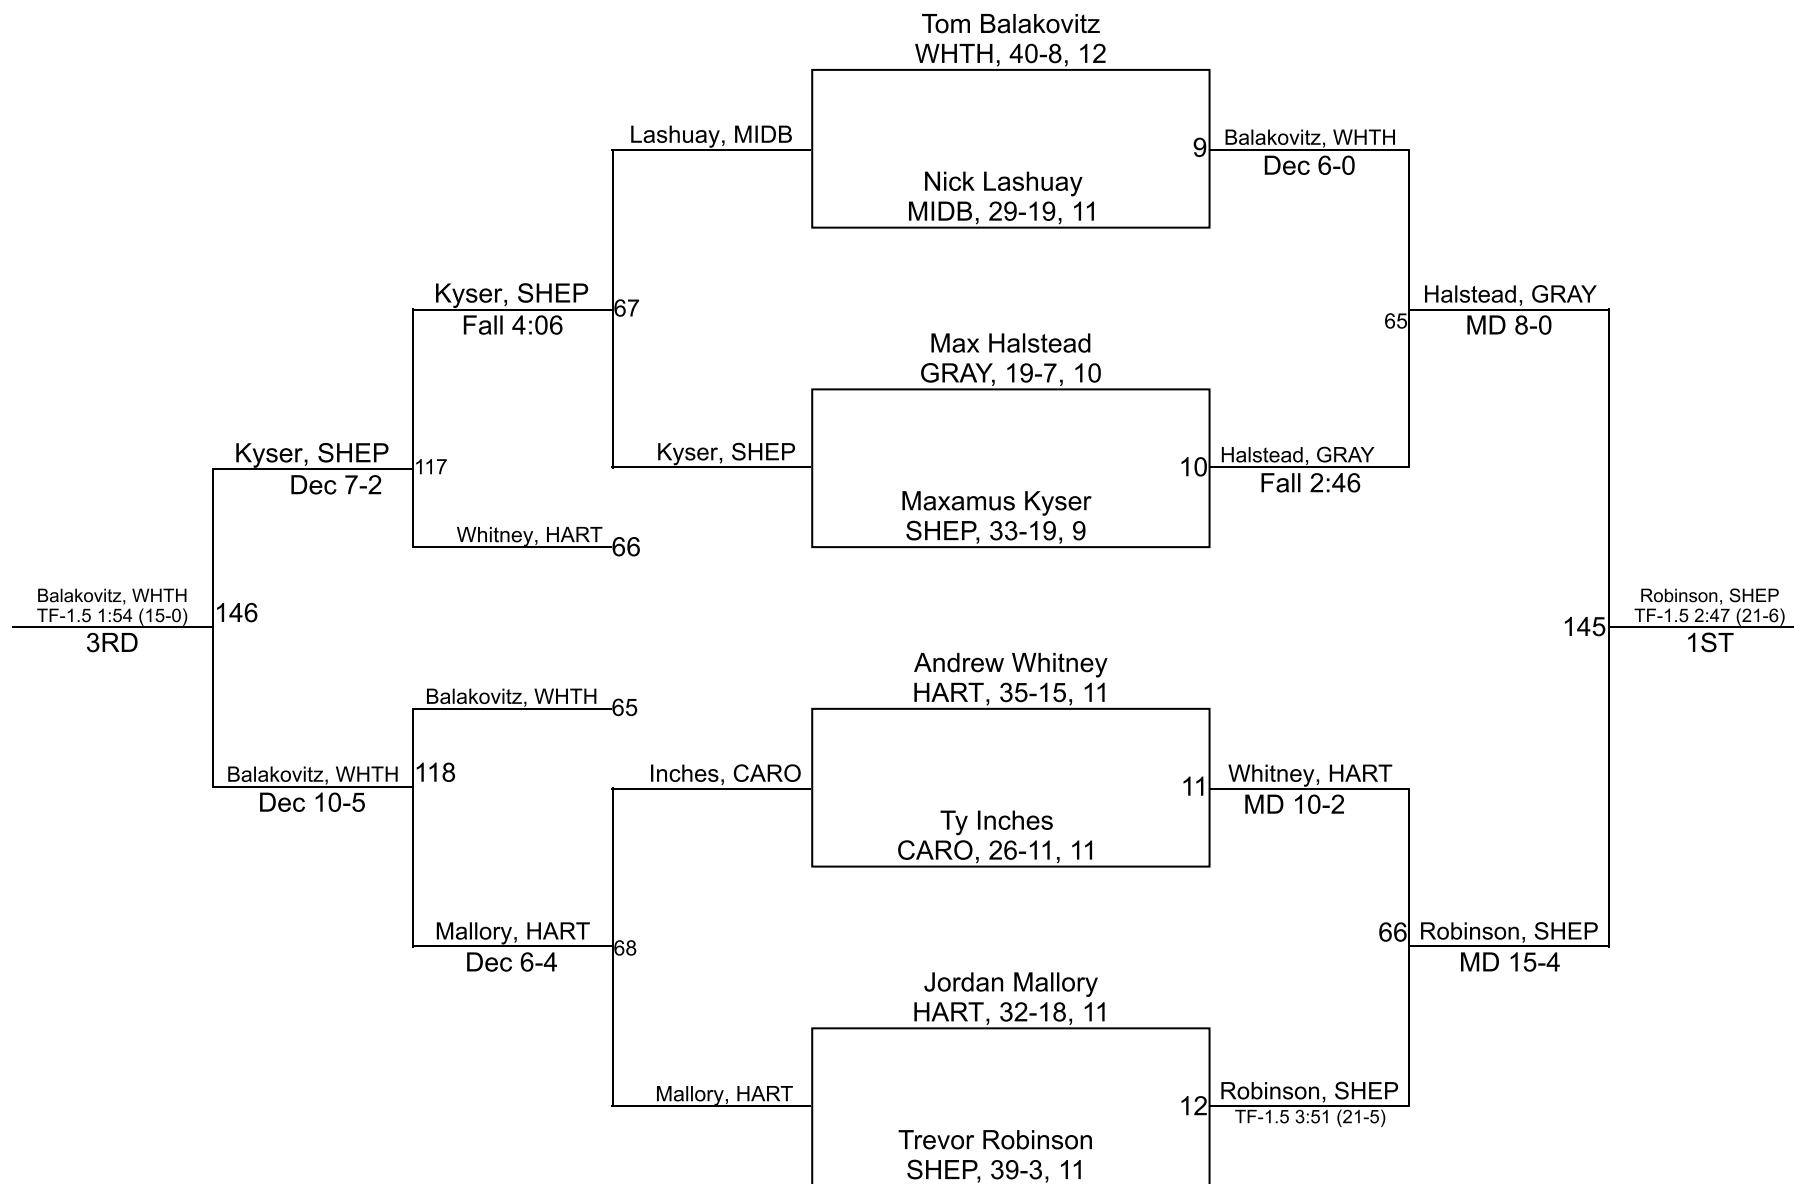 Tom Balakovitz
WHTH, 40-8, 12
Lashuay, MIDB
9
Balakovitz, WHTH
Dec 6-0
Nick Lashuay
MIDB, 29-19, 11
Kyser, SHEP
Fall 4:06
67
65
Halstead, GRAY
MD 8-0
Max Halstead
GRAY, 19-7, 10
Kyser, SHEP
Dec 7-2
117
Kyser, SHEP
10
Halstead, GRAY
Fall 2:46
Maxamus Kyser
SHEP, 33-19, 9
Whitney, HART
66
Balakovitz, WHTH
TF-1.5 1:54 (15-0)
3RD
146
145
Robinson, SHEP
TF-1.5 2:47 (21-6)
1ST
Andrew Whitney
HART, 35-15, 11
Balakovitz, WHTH
65
Balakovitz, WHTH
Dec 10-5
118
Inches, CARO
11
Whitney, HART
MD 10-2
Ty Inches
CARO, 26-11, 11
Mallory, HART
Dec 6-4
68
66
Robinson, SHEP
MD 15-4
Jordan Mallory
HART, 32-18, 11
Mallory, HART
12
Robinson, SHEP
TF-1.5 3:51 (21-5)
Trevor Robinson
SHEP, 39-3, 11